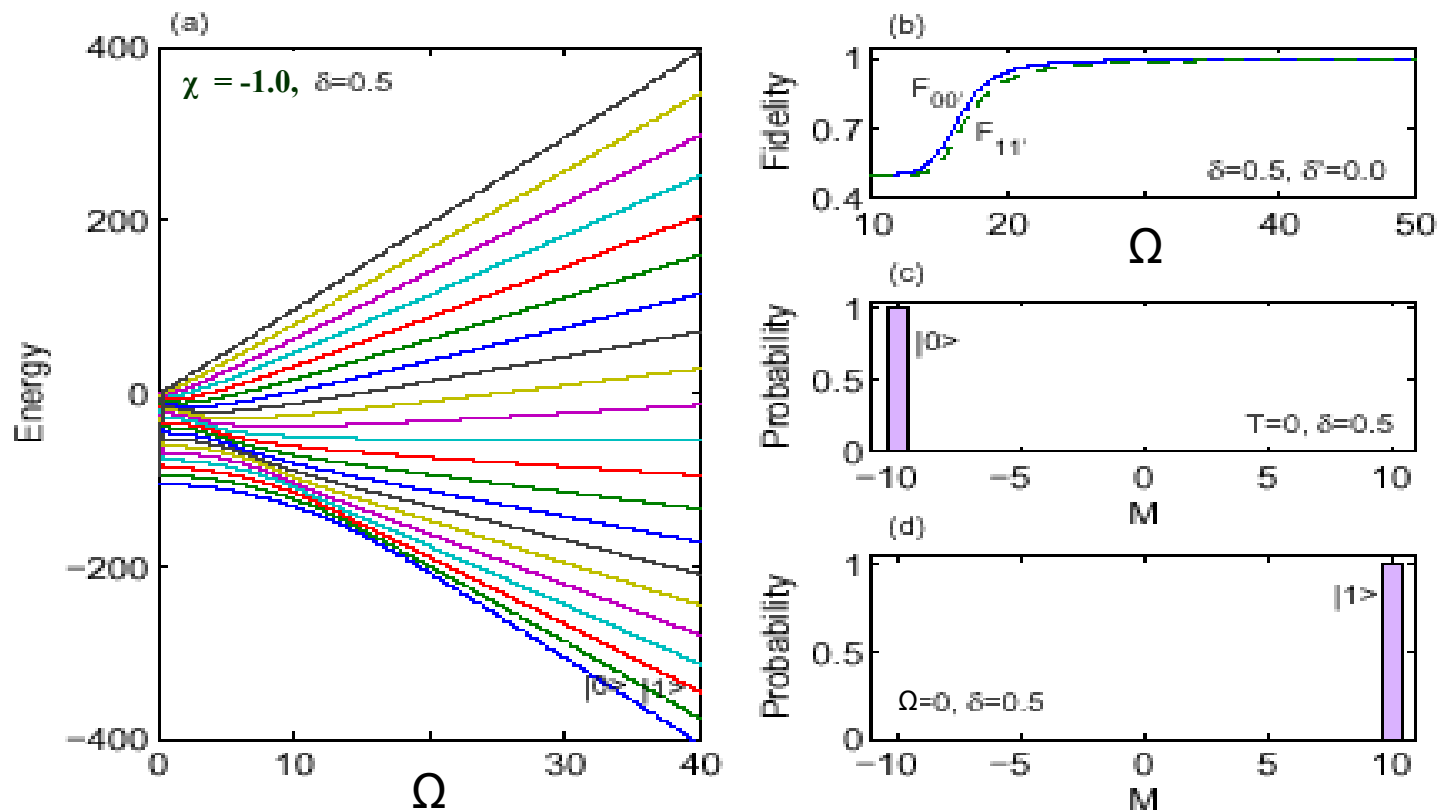 (a)
χ = -1.0, δ=0.5
400
200
0
−200
−400
Energy
|0> |1>
0
10
30
40
Ω
(b)
1
0.7
0.4
Fidelity
F00'
F11'
δ=0.5, δ'=0.0
10
20
40
50
Ω
(c)
1
0.5
0
Probability
|0>
T=0, δ=0.5
−10
−5
0
5
10
M
(d)
1
0.5
0
Probability
|1>
Ω=0, δ=0.5
−10
−5
0
5
10
M